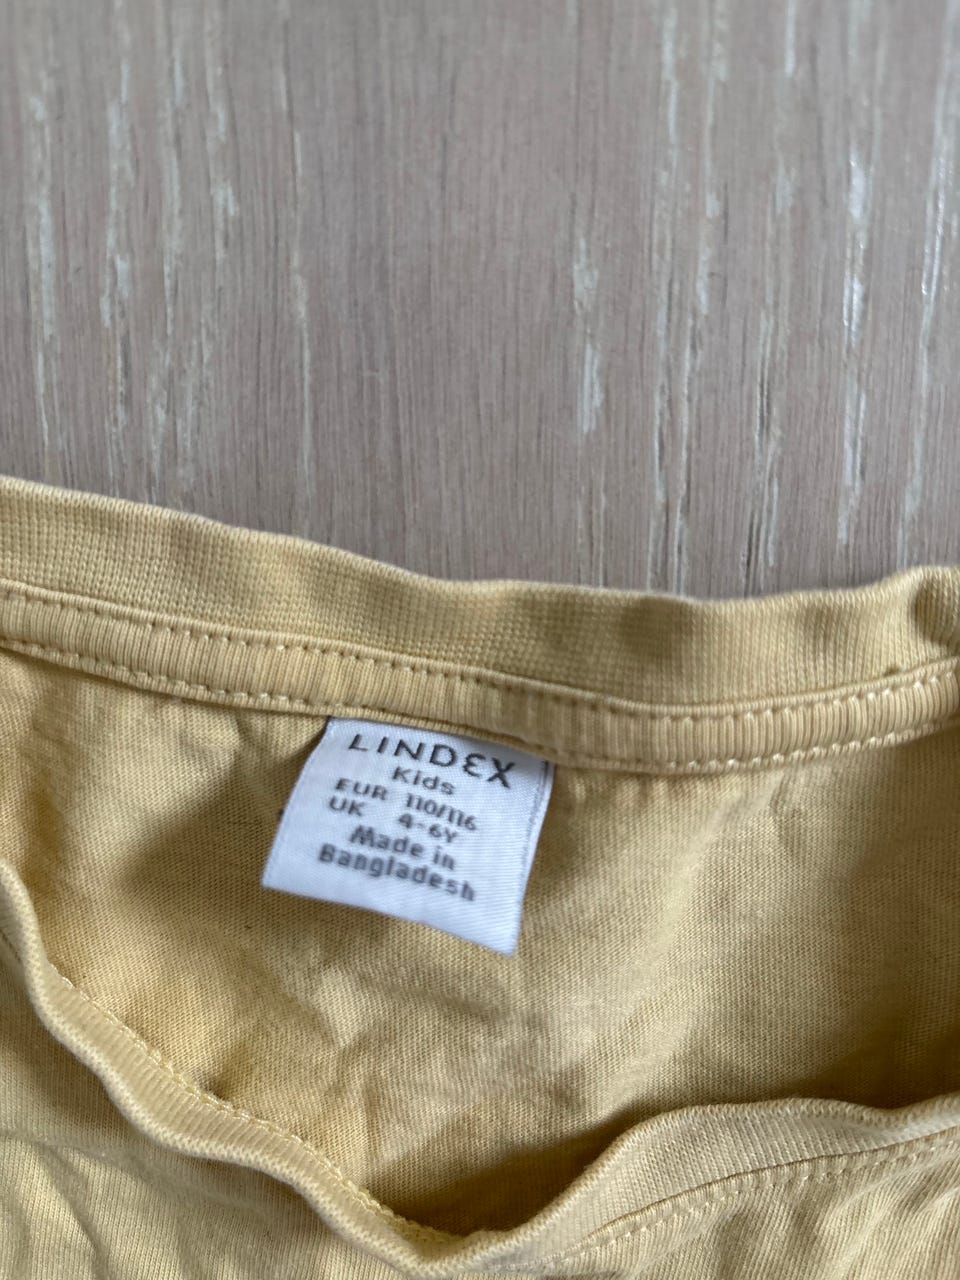 LINDEX
Kids
EUR 110/116
UK 4-6Y
Made in
Bangladesh